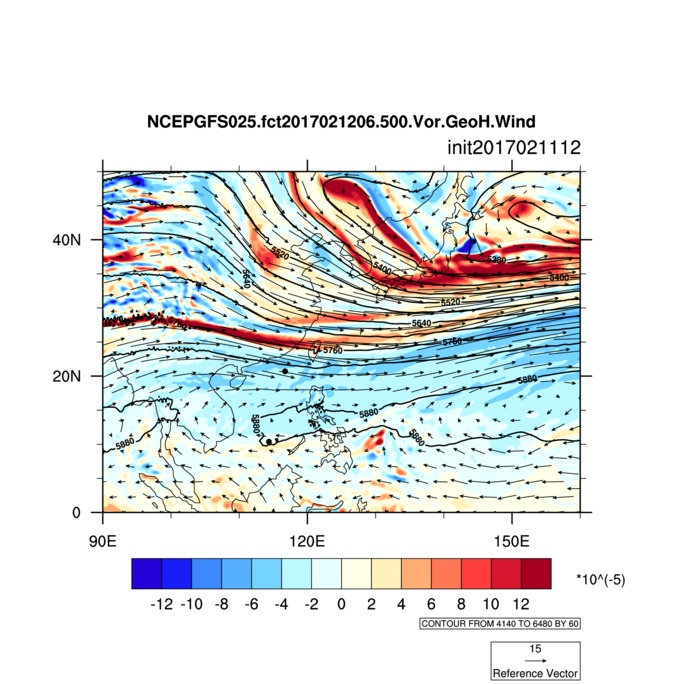 NCEPGFS025.fct2017021206.500.Vor.GeoH.Wind
init2017021112
40N
20N
0
90E 120E 150E
5520
5400
5280
5400
5640
5520
5640
5760
5760
5760
5880
5880
5880
5880
5880
-12 -10 -8 -6 -4 -2 0 2 4 6 8 10 12
*10^(-5)
CONTOUR FROM 4140 TO 6480 BY 60
15
Reference Vector